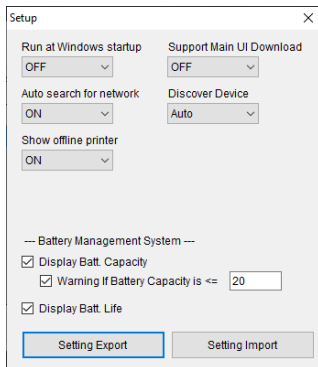 Setup
Run at Windows startup Support Main UI Download
OFF OFF
Auto search for network Discover Device
ON Auto
Show offline printer
ON
--- Battery Management System ---
Display Batt. Capacity
Warning If Battery Capacity is <= 20
Display Batt. Life
Setting Export Setting Import